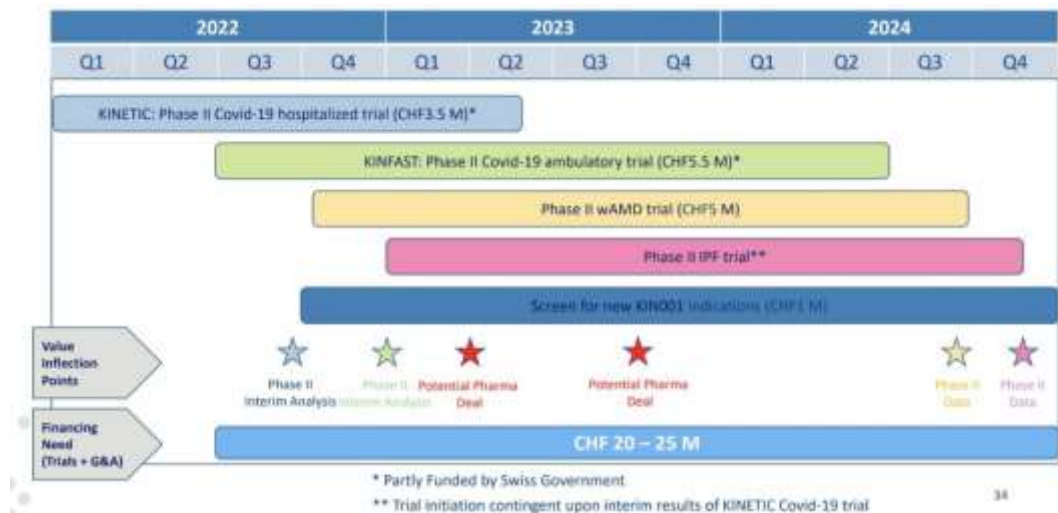 2022 2023 2024
Q1 Q2 Q3 Q4 Q1 Q2 Q3 Q4 Q1 Q2 Q3 Q4
KINETIC: Phase II Covid-19 hospitalized trial (CHF3.5 M)*
KINFAST: Phase II Covid-19 ambulatory trial (CHF5.5 M)*
Phase II wAMD trial (CHF5 M)
Phase II IPF trial**
Screen for new KIN001 indications (CHF1 M)
Value
Inflection
Points
Phase II
Interim Analysis
Phase II
Interim Analysis
Potential Pharma
Deal
Potential Pharma
Deal
Phase II
Data
Phase II
Data
Financing
Need
(Trials + G&A)
CHF 20 – 25 M
* Partly Funded by Swiss Government
** Trial initiation contingent upon interim results of KINETIC Covid-19 trial
34